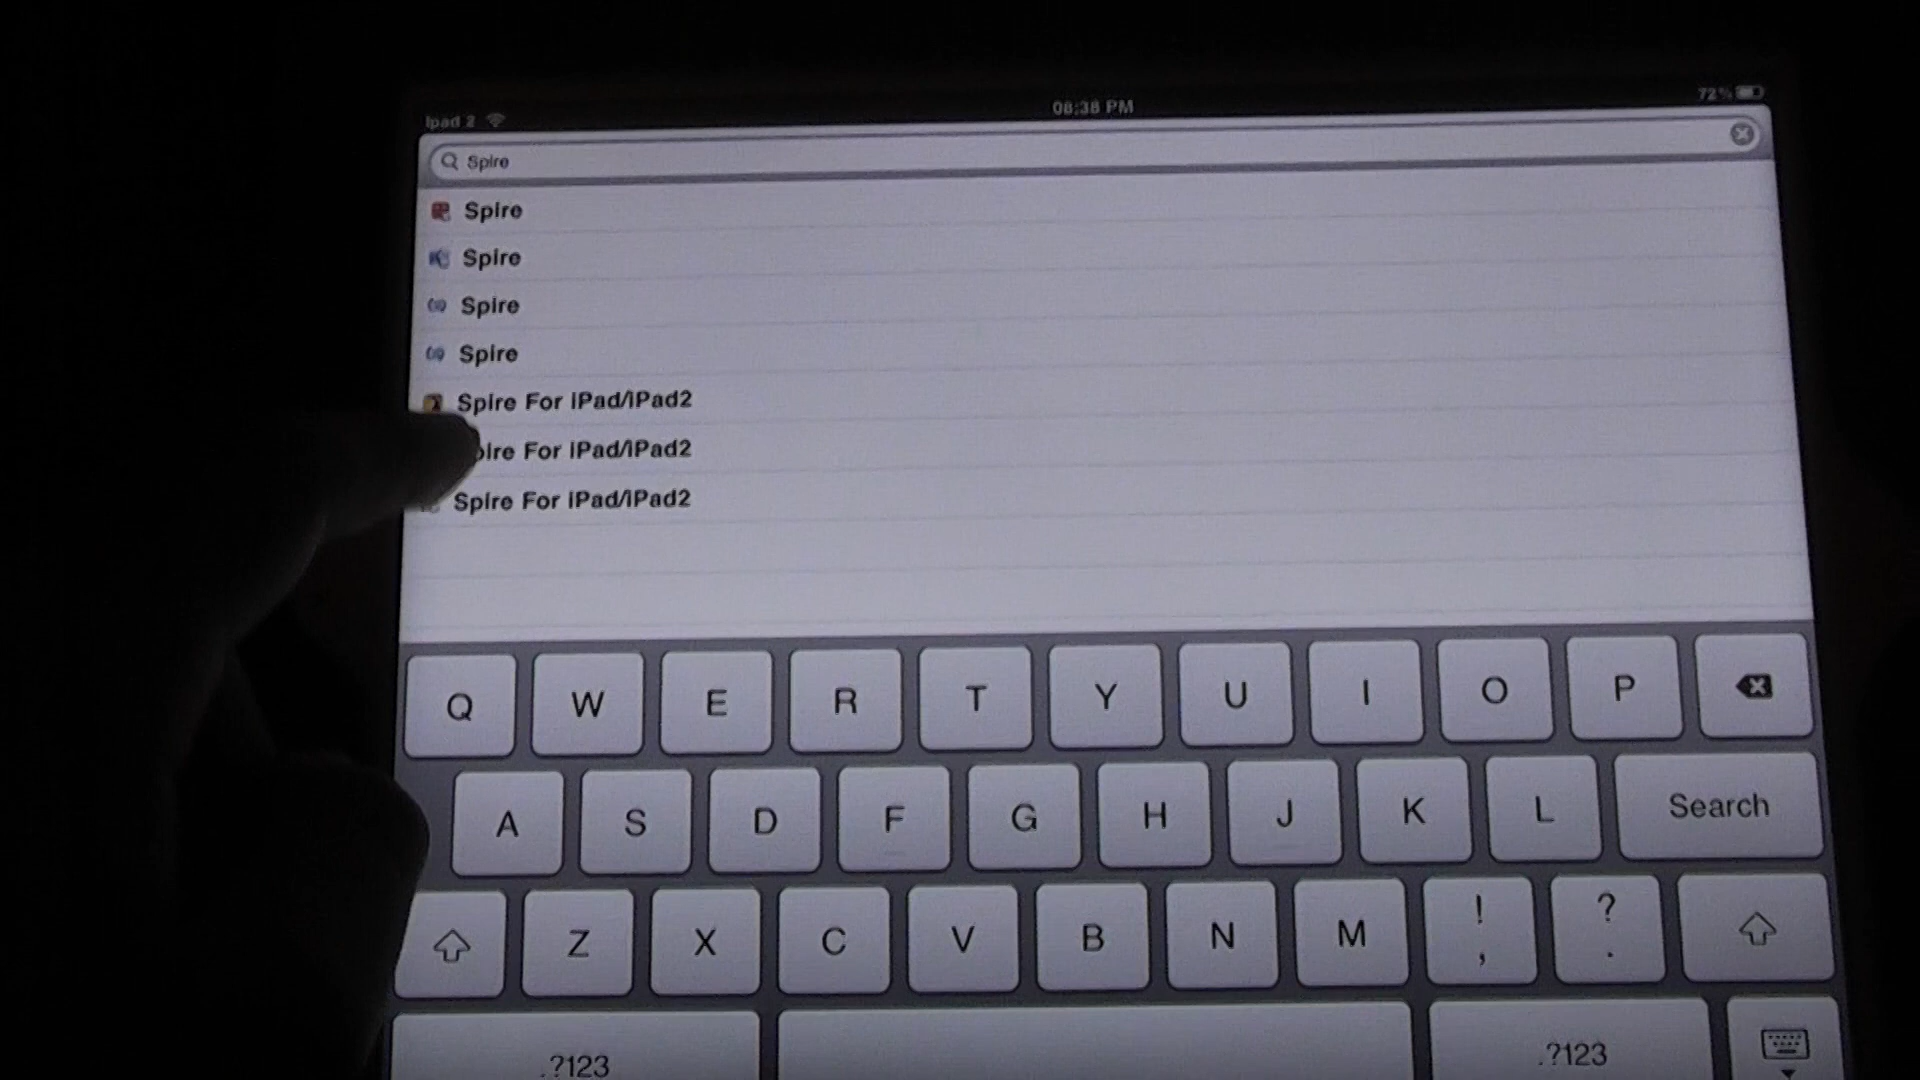 Ipad 2 08:38 PM 72%
Spire
Spire
Spire
Spire
Spire
Spire For iPad/iPad2
pire For iPad/iPad2
Spire For iPad/iPad2
Q W E R T Y U I O P
A S D F G H J K L Search
Z X C V B N M ! , ? .
.?123 .?123